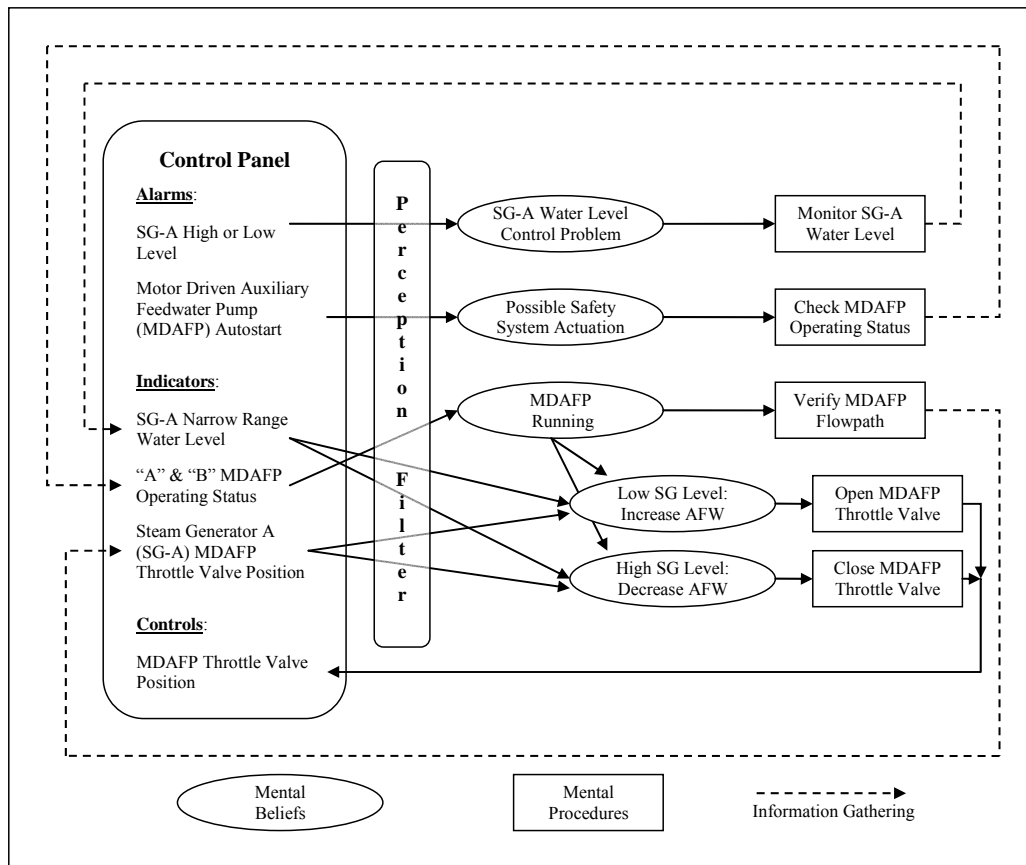 Control Panel
Alarms:
SG-A High or Low
Level
Motor Driven Auxiliary
Feedwater Pump
(MDAFP) Autostart
Indicators:
SG-A Narrow Range
Water Level
“A” & “B” MDAFP
Operating Status
Steam Generator A
(SG-A) MDAFP
Throttle Valve Position
Controls:
MDAFP Throttle Valve
Position
Perception
Filter
SG-A Water Level
Control Problem
Monitor SG-A
Water Level
Possible Safety
System Actuation
Check MDAFP
Operating Status
MDAFP
Running
Verify MDAFP
Flowpath
Low SG Level:
Increase AFW
Open MDAFP
Throttle Valve
High SG Level:
Decrease AFW
Close MDAFP
Throttle Valve
Mental
Beliefs
Mental
Procedures
Information Gathering